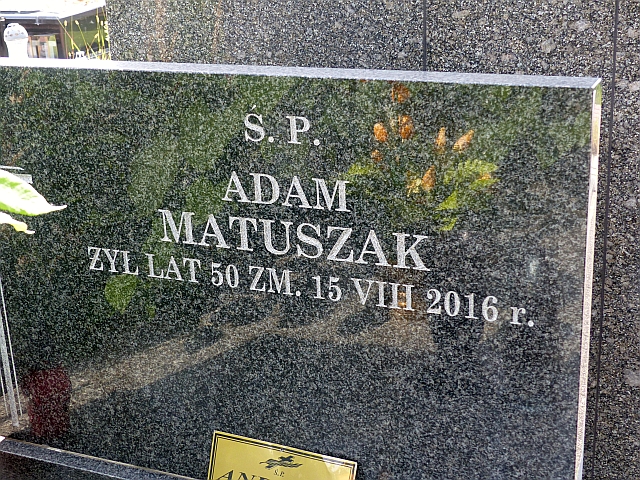 Ś. P.
ADAM
MATUSZAK
ŻYŁ LAT 50 ZM. 15 VIII 2016 r.
Ś.P.